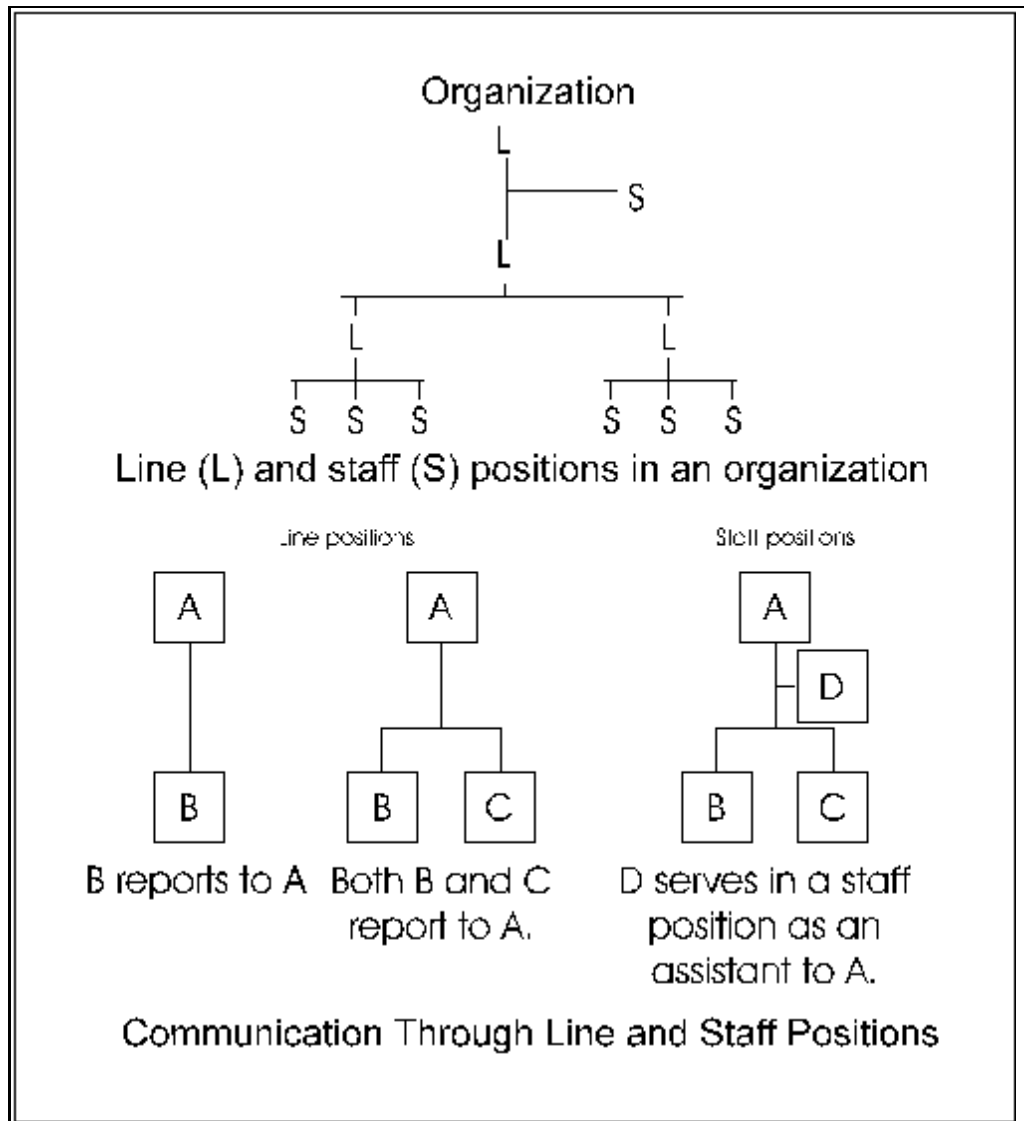 Organization
L
S
L
L L
S S S S S S
Line (L) and staff (S) positions in an organization
Line positions Staff positions
A A A
D
B B C B C
B reports to A Both B and C D serves in a staff
report to A. position as an
assistant to A.
Communication Through Line and Staff Positions